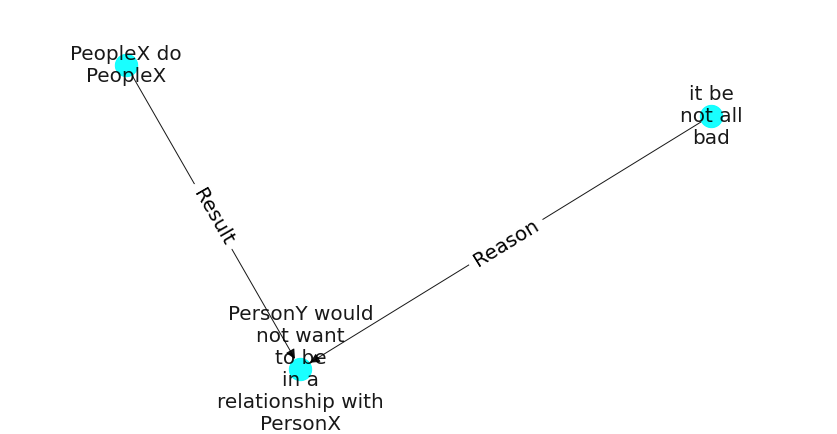 PeopleX do
PeopleX
it be
not all
bad
Result
Reason
PersonY would
not want
to be
in a
relationship with
PersonX